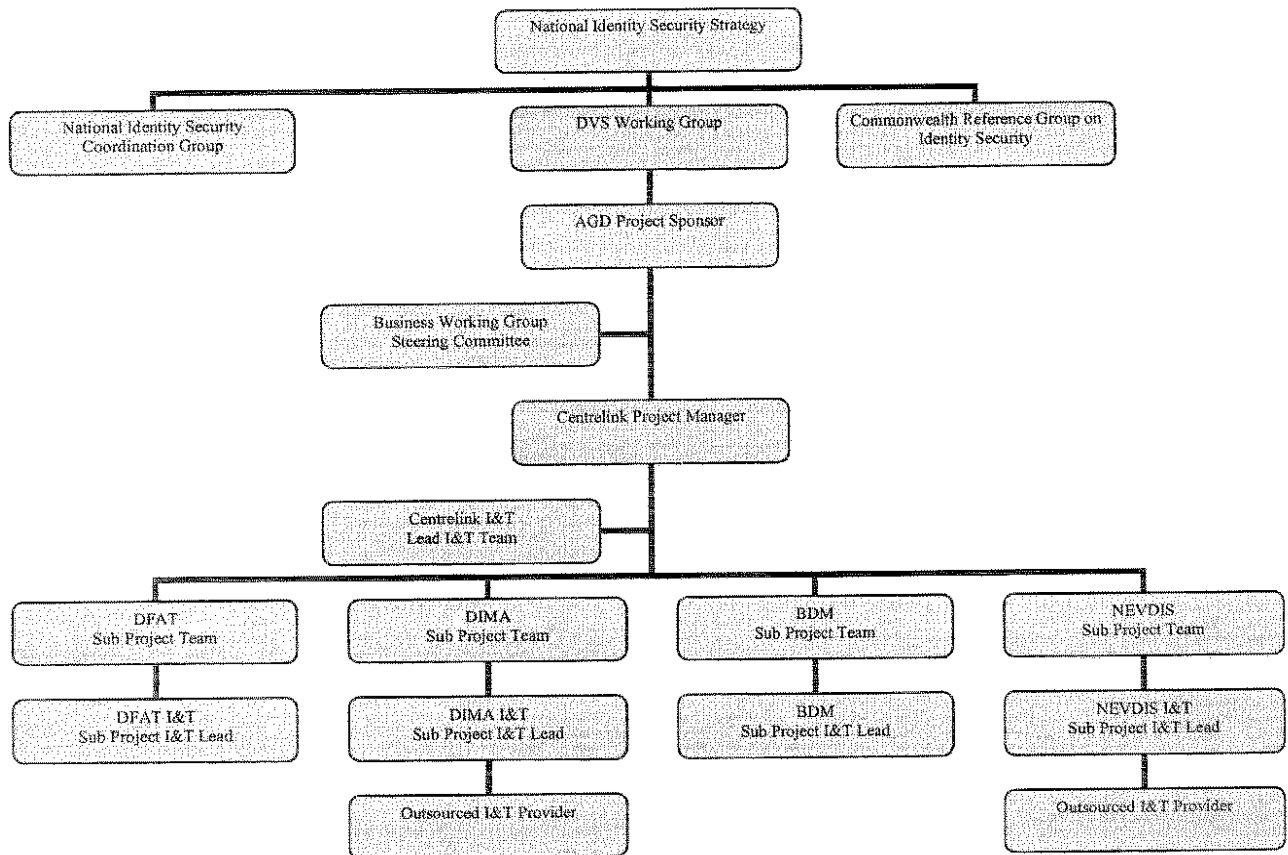 National Identity Security Strategy
National Identity Security
Coordination Group
DVS Working Group
Commonwealth Reference Group on
Identity Security
AGD Project Sponsor
Business Working Group
Steering Committee
Centrelink Project Manager
Centrelink I&T
Lead I&T Team
DFAT
Sub Project Team
DIMA
Sub Project Team
BDM
Sub Project Team
NEVDIS
Sub Project Team
DFAT I&T
Sub Project I&T Lead
DIMA I&T
Sub Project I&T Lead
BDM
Sub Project I&T Lead
NEVDIS I&T
Sub Project I&T Lead
Outsourced I&T Provider
Outsourced I&T Provider